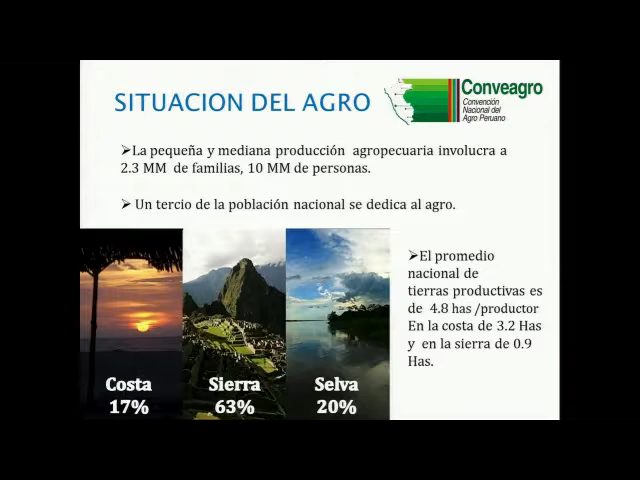 SITUACION DEL AGRO
Conveagro
Convención
Nacional del
Agro Peruano
➢La pequeña y mediana producción agropecuaria involucra a
2.3 MM de familias, 10 MM de personas.
➢ Un tercio de la población nacional se dedica al agro.
➢El promedio
nacional de
tierras productivas es
de 4.8 has /productor
En la costa de 3.2 Has
y en la sierra de 0.9
Has.
Costa
17%
Sierra
63%
Selva
20%